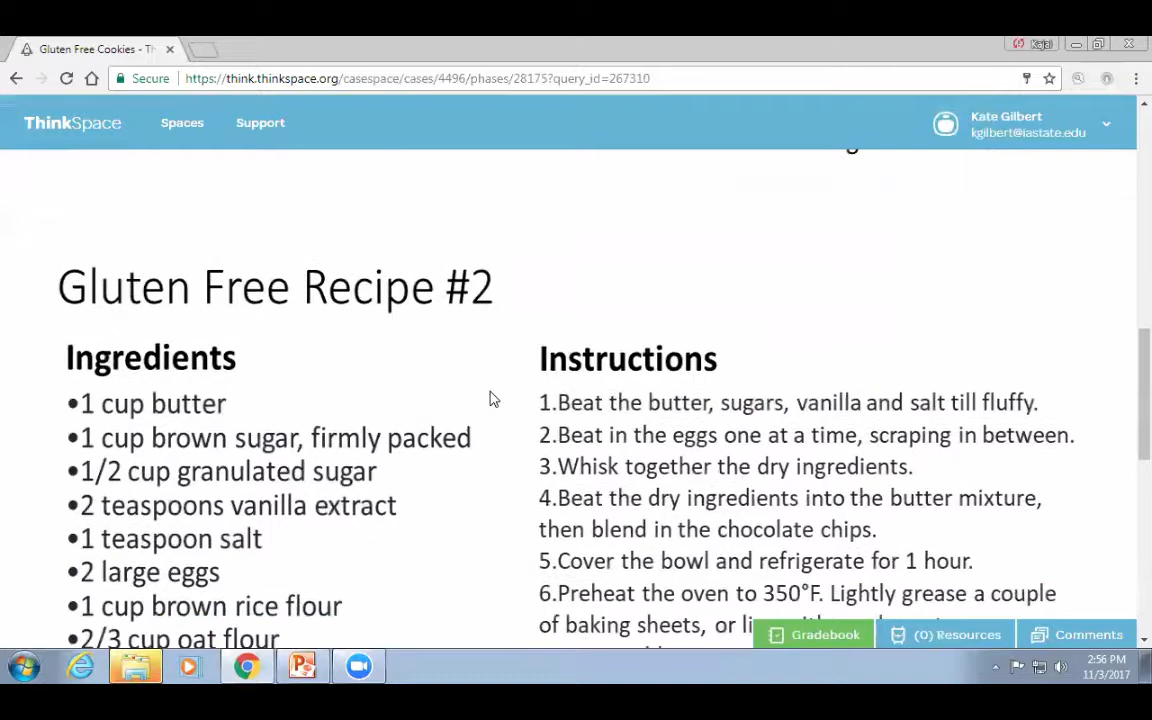 Gluten Free Cookies - Th
Kajal
Secure
https://think.thinkspace.org/casespace/cases/4496/phases/28175?query_id=267310
ThinkSpace
Spaces
Support
Kate Gilbert
kgilbert@iastate.edu
Gluten Free Recipe #2
Ingredients
•1 cup butter
•1 cup brown sugar, firmly packed
•1/2 cup granulated sugar
•2 teaspoons vanilla extract
•1 teaspoon salt
•2 large eggs
•1 cup brown rice flour
•2/3 cup oat flour
Instructions
1.Beat the butter, sugars, vanilla and salt till fluffy.
2.Beat in the eggs one at a time, scraping in between.
3.Whisk together the dry ingredients.
4.Beat the dry ingredients into the butter mixture,
then blend in the chocolate chips.
5.Cover the bowl and refrigerate for 1 hour.
6.Preheat the oven to 350°F. Lightly grease a couple
of baking sheets, or
Gradebook
(0) Resources
Comments
2:56 PM
11/3/2017